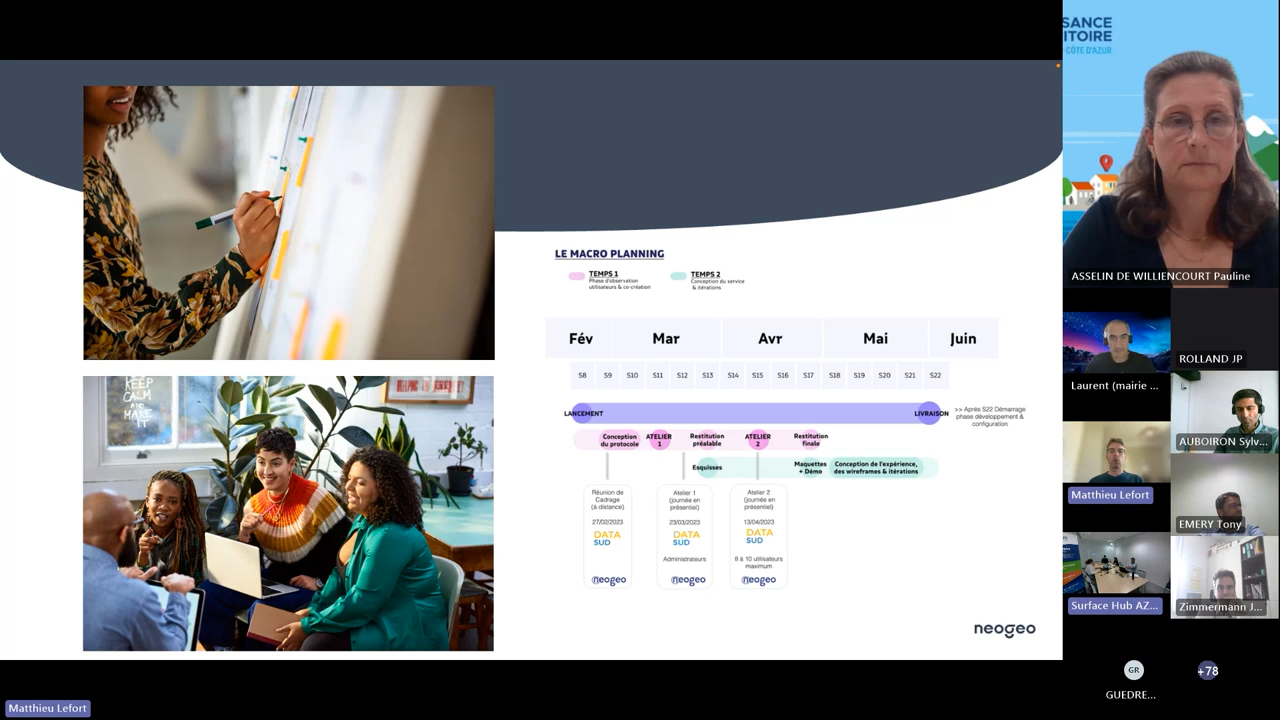 SANCE
ITOIRE
CÔTE D'AZUR
KEEP
CALM
AND
MAKE
IT
LE MACRO PLANNING
TEMPS 1
Phase d'observation
utilisateurs & co-création
TEMPS 2
Conception du service
& itérations
Fév Mar Avr Mai Juin
S8 S9 S10 S11 S12 S13 S14 S15 S16 S17 S18 S19 S20 S21 S22
LANCEMENT
LIVRAISON
>> Après S22 Démarrage
phase développement &
configuration
Conception
du protocole
ATELIER
1
Restitution
préalable
ATELIER
2
Restitution
finale
Esquisses
Maquettes
+ Démo
Conception de l'expérience,
des wireframes & itérations
Réunion de
Cadrage
(à distance)
27/02/2023
DATA
SUD
neogeo
Atelier 1
(journée en
présentiel)
23/03/2023
DATA
SUD
Administrateurs
neogeo
Atelier 2
(journée en
présentiel)
13/04/2023
DATA
SUD
8 à 10 utilisateurs
maximum
neogeo
neogeo
ASSELIN DE WILLIENCOURT Pauline
Laurent (mairie ...
ROLLAND JP
Matthieu Lefort
AUBOIRON Sylv...
EMERY Tony
Surface Hub AZ...
Zimmermann J...
GR
GUEDRE...
+78
Matthieu Lefort